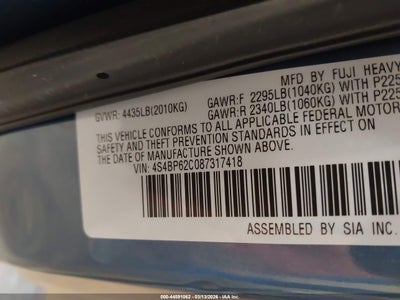 MFD BY FUJI HEAVY
GVWR: 4435LB(2010KG) GAWR:F 2295LB(1040KG) WITH P225
GAWR:R 2340LB(1060KG) WITH P225
THIS VEHICLE CONFORMS TO ALL APPLICABLE FEDERAL MOTOR
SAFETY AND THEFT PREVENTION STANDARDS IN EFFECT ON
THE DATE OF MANUFACTURE SHOWN ABOVE.
VIN: 4S4BP62C087317418
ASSEMBLED BY SIA INC.
000-44591062 | 03/13/2026 | IAA Inc.